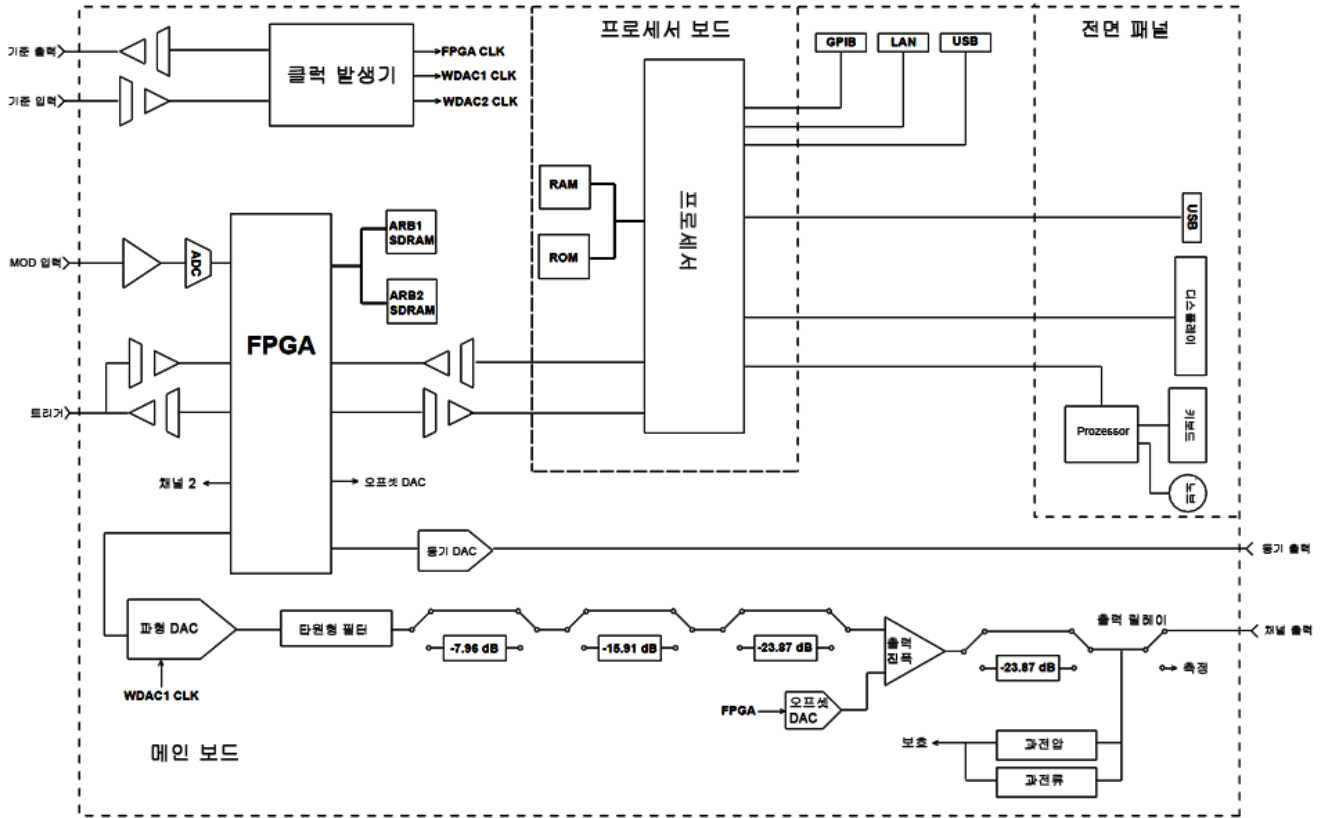 프로세서 보드
전면 패널
기준 출력
클럭 발생기
FPGA CLK
WDAC1 CLK
WDAC2 CLK
GPIB
LAN
USB
기준 입력
RAM
ROM
프로세서
USB
MOD 입력
ADC
ARB1
SDRAM
ARB2
SDRAM
FPGA
디스플레이
트리거
Prozessor
키보드
노브
채널 2
오프셋 DAC
동기 DAC
동기 출력
파형 DAC
타원형 필터
-7.96 dB
-15.91 dB
-23.87 dB
출력
진폭
-23.87 dB
출력 릴레이
채널 출력
측정
WDAC1 CLK
FPGA
오프셋
DAC
메인 보드
보호
과전압
과전류